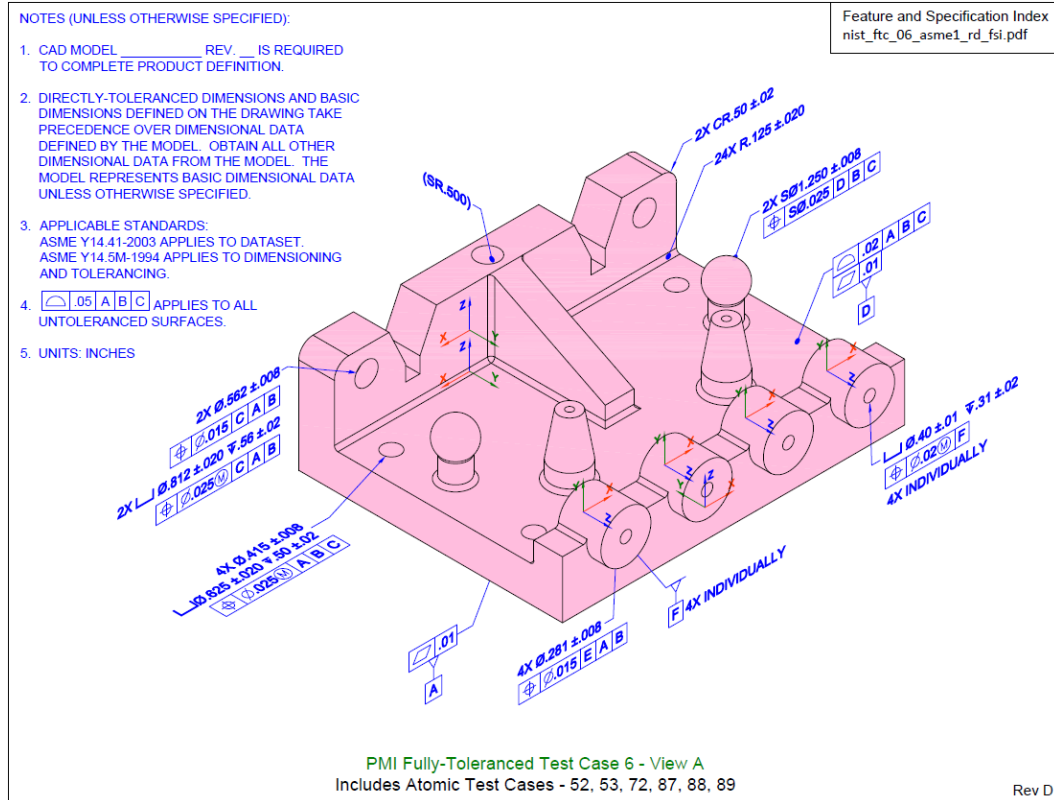 NOTES (UNLESS OTHERWISE SPECIFIED):
1. CAD MODEL ___________ REV. __ IS REQUIRED
TO COMPLETE PRODUCT DEFINITION.
2. DIRECTLY-TOLERANCED DIMENSIONS AND BASIC
DIMENSIONS DEFINED ON THE DRAWING TAKE
PRECEDENCE OVER DIMENSIONAL DATA
DEFINED BY THE MODEL. OBTAIN ALL OTHER
DIMENSIONAL DATA FROM THE MODEL. THE
MODEL REPRESENTS BASIC DIMENSIONAL DATA
UNLESS OTHERWISE SPECIFIED.
3. APPLICABLE STANDARDS:
ASME Y14.41-2003 APPLIES TO DATASET.
ASME Y14.5M-1994 APPLIES TO DIMENSIONING
AND TOLERANCING.
4. ⌓ .05 A B C APPLIES TO ALL
UNTOLERANCED SURFACES.
5. UNITS: INCHES
Feature and Specification Index
nist_ftc_06_asme1_rd_fsi.pdf
2X CR.50 ±.02
24X R.125 ±.020
(SR.500)
2X SØ1.250 ±.008
⌖ SØ.025 D B C
⌓ .02 A B C
⏥ .01
D
Z
X Y
Z
X Y
Y X
Z
Y X
Z
Y X
Z
Y X
Z
Z
Y X
2X Ø.562 ±.008
⌖ Ø.015 C A B
2X ⌴ Ø.812 ±.020 ↧.56 ±.02
⌖ Ø.025Ⓜ C A B
4X Ø.415 ±.008
⌴Ø.625 ±.020 ↧.50 ±.02
⌖ Ø.025Ⓜ A B C
⌴ Ø.40 ±.01 ↧.31 ±.02
⌖ Ø.02Ⓜ F
4X INDIVIDUALLY
F 4X INDIVIDUALLY
⏥ .01
A
4X Ø.281 ±.008
⌖ Ø.015 E A B
PMI Fully-Toleranced Test Case 6 - View A
Includes Atomic Test Cases - 52, 53, 72, 87, 88, 89
Rev D